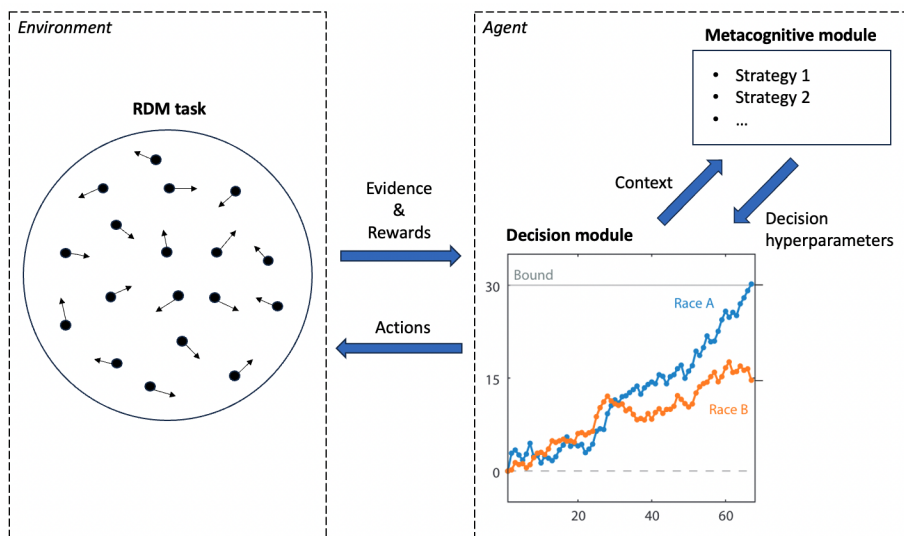 Environment
RDM task
Evidence
&
Rewards
Actions
Agent
Metacognitive module
• Strategy 1
• Strategy 2
• ...
Context
Decision
hyperparameters
Decision module
Bound
30
15
0
Race A
Race B
20
40
60